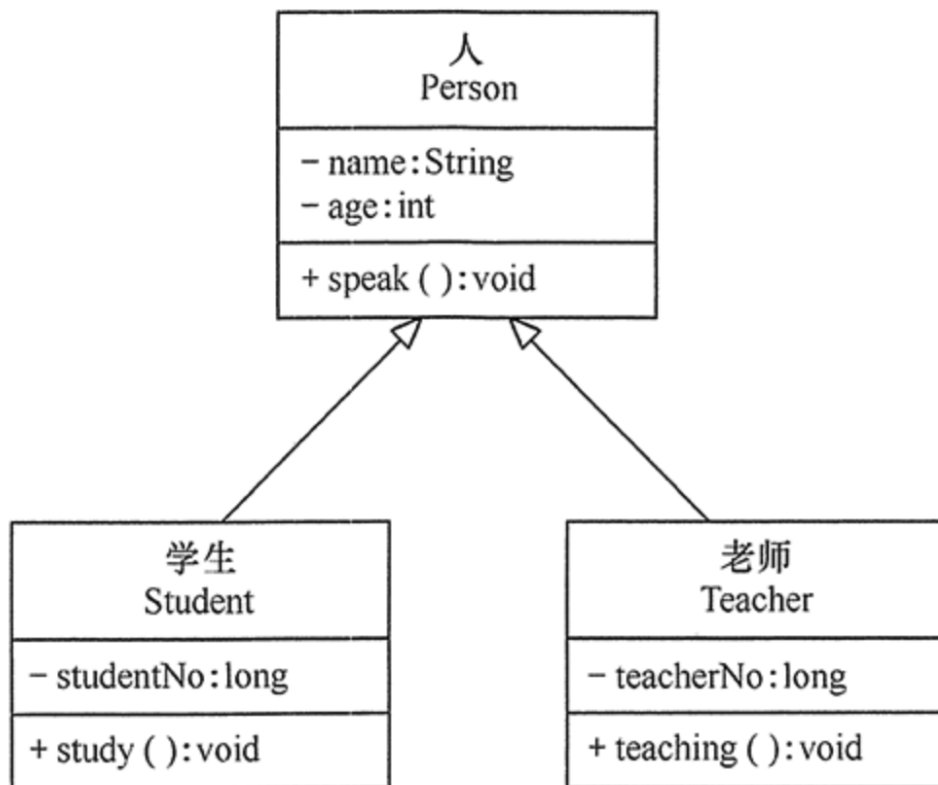 人
Person
- name:String
- age:int
+ speak ( ):void
学生
Student
- studentNo:long
+ study ( ):void
老师
Teacher
- teacherNo:long
+ teaching ( ):void